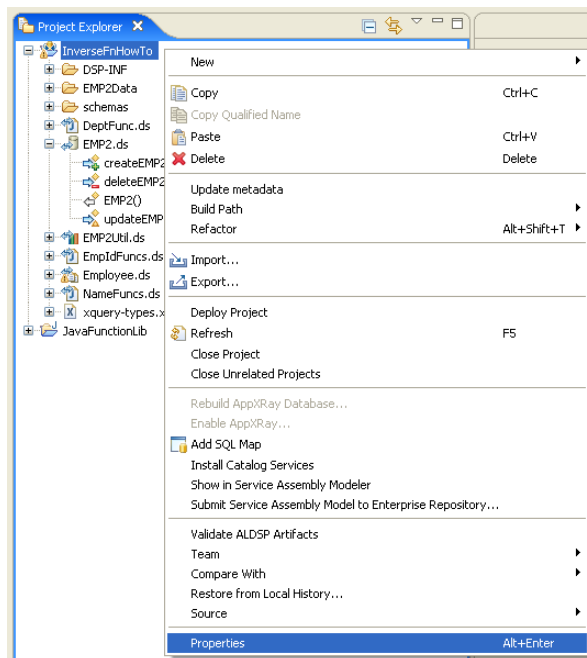 Project Explorer
InverseFnHowTo
DSP-INF
EMP2Data
schemas
DeptFunc.ds
EMP2.ds
createEMP2
deleteEMP2
EMP2()
updateEMP
EMP2Util.ds
EmpIdFuncs.ds
Employee.ds
NameFuncs.ds
xquery-types.x
JavaFunctionLib
New
Copy Ctrl+C
Copy Qualified Name
Paste Ctrl+V
Delete Delete
Update metadata
Build Path
Refactor Alt+Shift+T
Import...
Export...
Deploy Project
Refresh F5
Close Project
Close Unrelated Projects
Rebuild AppXRay Database...
Enable AppXRay...
Add SQL Map
Install Catalog Services
Show in Service Assembly Modeler
Submit Service Assembly Model to Enterprise Repository...
Validate ALDSP Artifacts
Team
Compare With
Restore from Local History...
Source
Properties Alt+Enter